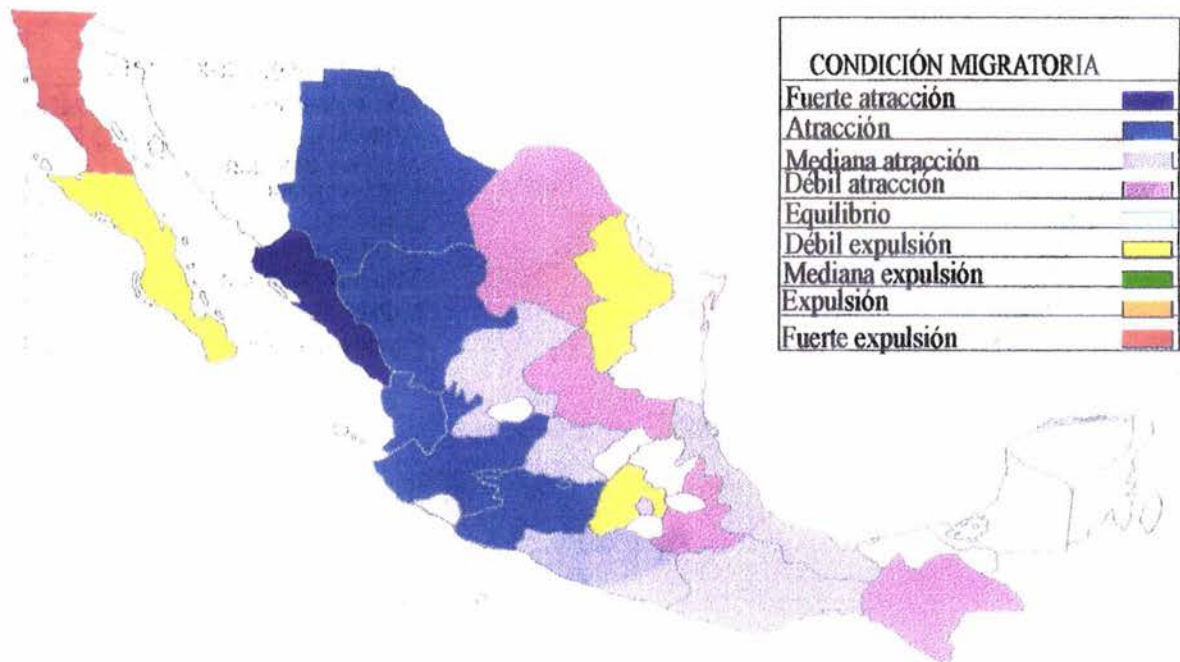 CONDICIÓN MIGRATORIA
Fuerte atracción
Atracción
Mediana atracción
Débil atracción
Equilibrio
Débil expulsión
Mediana expulsión
Expulsión
Fuerte expulsión